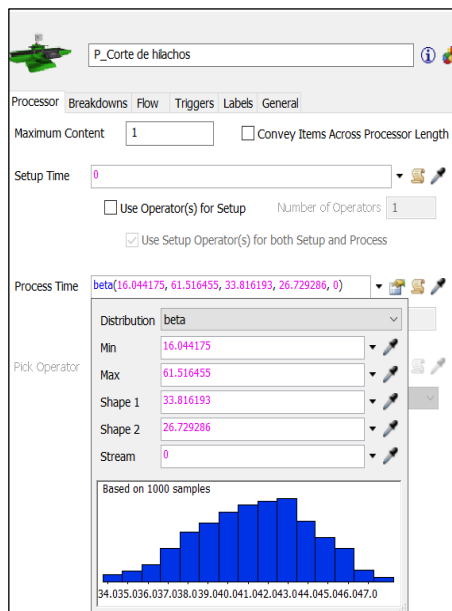 P_Corte de hilachos
Processor Breakdowns Flow Triggers Labels General
Maximum Content 1 Convey Items Across Processor Length
Setup Time 0
Use Operator(s) for Setup Number of Operators 1
Use Setup Operator(s) for both Setup and Process
Process Time beta(16.044175, 61.516455, 33.816193, 26.729286, 0)
Distribution beta
Min 16.044175
Max 61.516455
Pick Operator
Shape 1 33.816193
Shape 2 26.729286
Stream 0
Based on 1000 samples
34.035.036.037.038.039.040.041.042.043.044.045.046.047.0